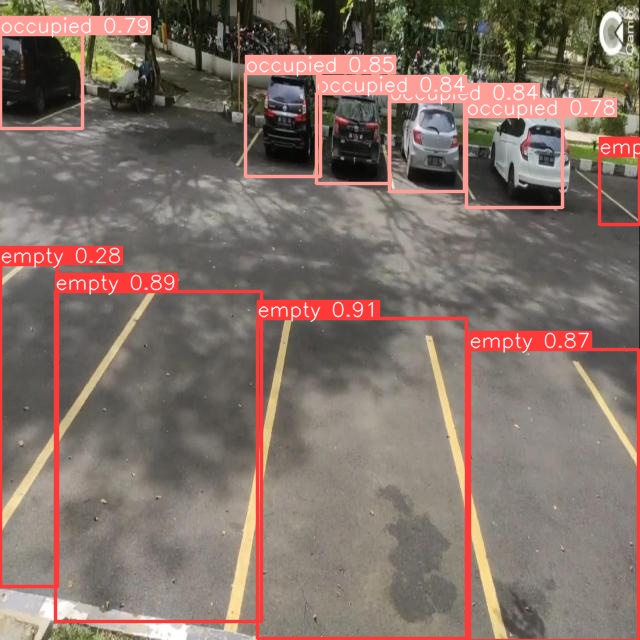 occupied 0.79
occupied 0.85
occupied 0.84
occupied 0.84
occupied 0.78
emp
empty 0.28
empty 0.89
empty 0.91
empty 0.87